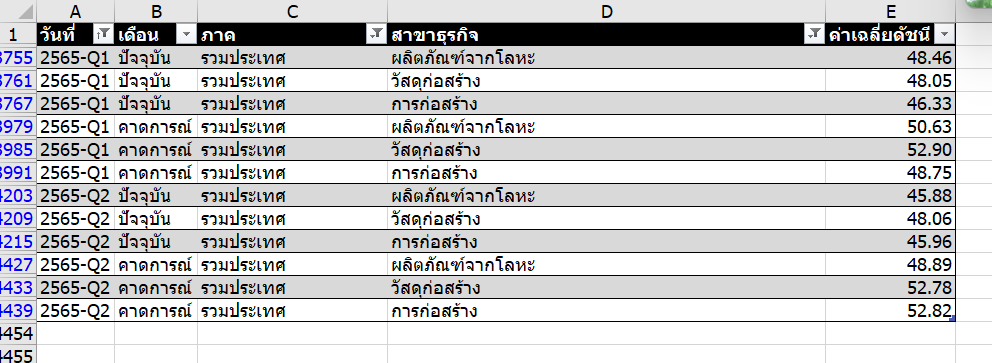 A B C D E
1 วันที่ เดือน ภาค สาขาธุรกิจ ค่าเฉลี่ยดัชนี
3755 2565-Q1 ปัจจุบัน รวมประเทศ ผลิตภัณฑ์จากโลหะ 48.46
3761 2565-Q1 ปัจจุบัน รวมประเทศ วัสดุก่อสร้าง 48.05
3767 2565-Q1 ปัจจุบัน รวมประเทศ การก่อสร้าง 46.33
3979 2565-Q1 คาดการณ์ รวมประเทศ ผลิตภัณฑ์จากโลหะ 50.63
3985 2565-Q1 คาดการณ์ รวมประเทศ วัสดุก่อสร้าง 52.90
3991 2565-Q1 คาดการณ์ รวมประเทศ การก่อสร้าง 48.75
4203 2565-Q2 ปัจจุบัน รวมประเทศ ผลิตภัณฑ์จากโลหะ 45.88
4209 2565-Q2 ปัจจุบัน รวมประเทศ วัสดุก่อสร้าง 48.06
4215 2565-Q2 ปัจจุบัน รวมประเทศ การก่อสร้าง 45.96
4427 2565-Q2 คาดการณ์ รวมประเทศ ผลิตภัณฑ์จากโลหะ 48.89
4433 2565-Q2 คาดการณ์ รวมประเทศ วัสดุก่อสร้าง 52.78
4439 2565-Q2 คาดการณ์ รวมประเทศ การก่อสร้าง 52.82
4454
4455